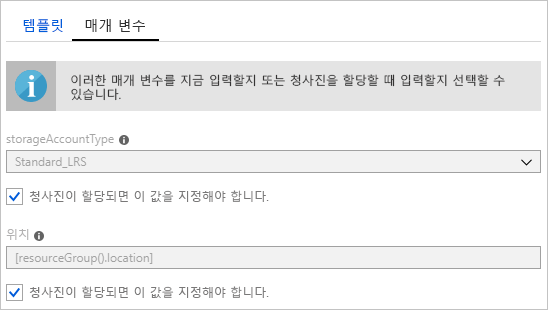 템플릿 매개 변수
이러한 매개 변수를 지금 입력할지 또는 청사진을 할당할 때 입력할지 선택할 수
있습니다.
storageAccountType
Standard_LRS
청사진이 할당되면 이 값을 지정해야 합니다.
위치
[resourceGroup().location]
청사진이 할당되면 이 값을 지정해야 합니다.